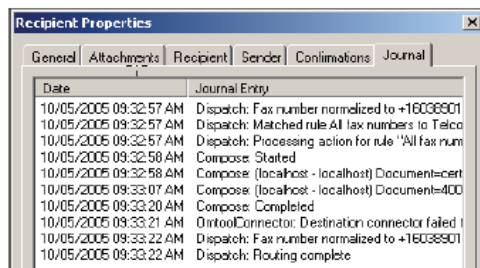 Recipient Properties
General Attachments Recipient Sender Confirmations Journal
Date Journal Entry
10/05/2005 09:32:57 AM Dispatch: Fax number normalized to +16038901
10/05/2005 09:32:57 AM Dispatch: Matched rule All fax numbers to Telco
10/05/2005 09:32:57 AM Dispatch: Processing action for rule "All fax num
10/05/2005 09:32:58 AM Compose: Started
10/05/2005 09:32:58 AM Compose: (localhost - localhost) Document=cert
10/05/2005 09:33:07 AM Compose: (localhost - localhost) Document=400
10/05/2005 09:33:20 AM Compose: Completed
10/05/2005 09:33:21 AM OmtoolConnector: Destination connector failed t
10/05/2005 09:33:22 AM Dispatch: Fax number normalized to +16038901
10/05/2005 09:33:22 AM Dispatch: Routing complete